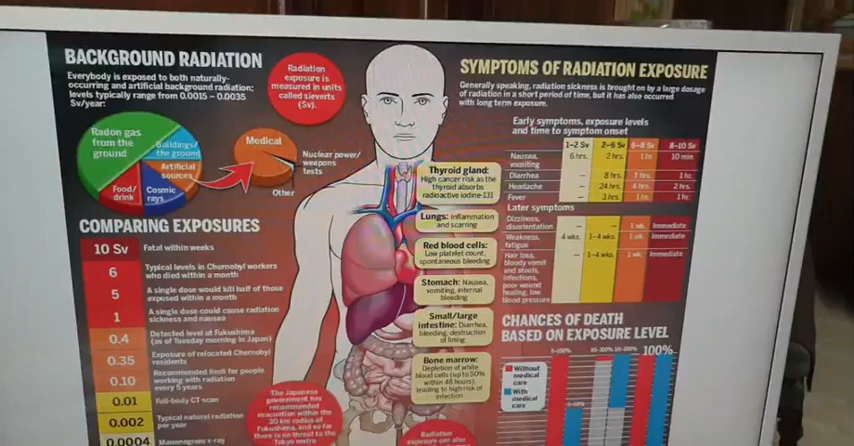 BACKGROUND RADIATION
Everybody is exposed to both naturally-
occurring and artificial background radiation;
levels typically range from 0.0015 - 0.0035
Sv/year:
Radiation
exposure is
measured in units
called sieverts
(Sv).
Radon gas
from the
ground
Buildings/
the ground
Artificial
sources
Food/
drink
Cosmic
rays
Medical
Nuclear power/
weapons
tests
Other
COMPARING EXPOSURES
10 Sv Fatal within weeks
6 Typical levels in Chernobyl workers
who died within a month
5 A single dose would kill half of those
exposed within a month
1 A single dose could cause radiation
sickness and nausea
0.4 Detected level at Fukushima
(as of Tuesday morning in Japan)
0.35 Exposure of relocated Chernobyl
residents
0.10 Recommended limit for people
working with radiation
every 5 years
0.01 Full-body CT scan
0.002 Typical natural radiation
per year
0.0004 Mammogram x-ray
The Japanese
government has
recommended
evacuation within the
30 km radius of
Fukushima, and so far
there is no threat to the
Tokyo metro
Thyroid gland:
High cancer risk as the
thyroid absorbs
radioactive iodine-131
Lungs: Inflammation
and scarring
Red blood cells:
Low platelet count,
spontaneous bleeding
Stomach: Nausea,
vomiting, internal
bleeding
Small/large
intestine: Diarrhea,
bleeding, destruction
of lining
Bone marrow:
Depletion of white
blood cells (up to 50%
within 48 hours),
leading to high risk of
infection
Radiation
exposure can also
SYMPTOMS OF RADIATION EXPOSURE
Generally speaking, radiation sickness is brought on by a large dosage
of radiation in a short period of time, but it has also occurred
with long term exposure.
Early symptoms, exposure levels
and time to symptom onset
1-2 Sv 2-6 Sv 6-8 Sv 8-10 Sv
Nausea,
vomiting 6 hrs. 2 hrs. 1 hr. 10 min.
Diarrhea – 8 hrs. 3 hrs. 1 hr.
Headache – 24 hrs. 4 hrs. 2 hrs.
Fever – 3 hrs. 1 hr. 1 hr.
Later symptoms
Dizziness,
disorientation – – 1 wk. Immediate
Weakness,
fatigue 4 wks. 1-4 wks. 1 wk. Immediate
Hair loss,
bloody vomit
and stools,
infections,
poor wound
healing, low
blood pressure – 1-4 wks. 1 wk. Immediate
CHANCES OF DEATH
BASED ON EXPOSURE LEVEL
Without
medical
care
With
medical
care
100%